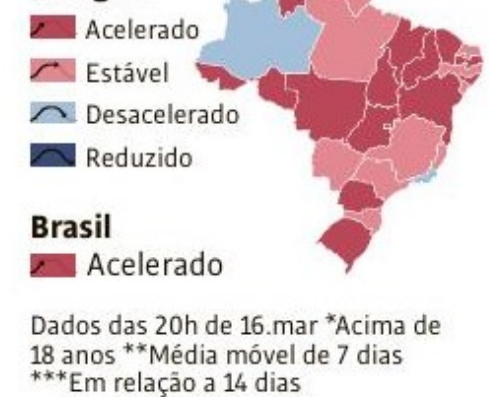 Acelerado
Estável
Desacelerado
Reduzido
Brasil
Acelerado
Dados das 20h de 16.mar *Acima de
18 anos **Média móvel de 7 dias
***Em relação a 14 dias